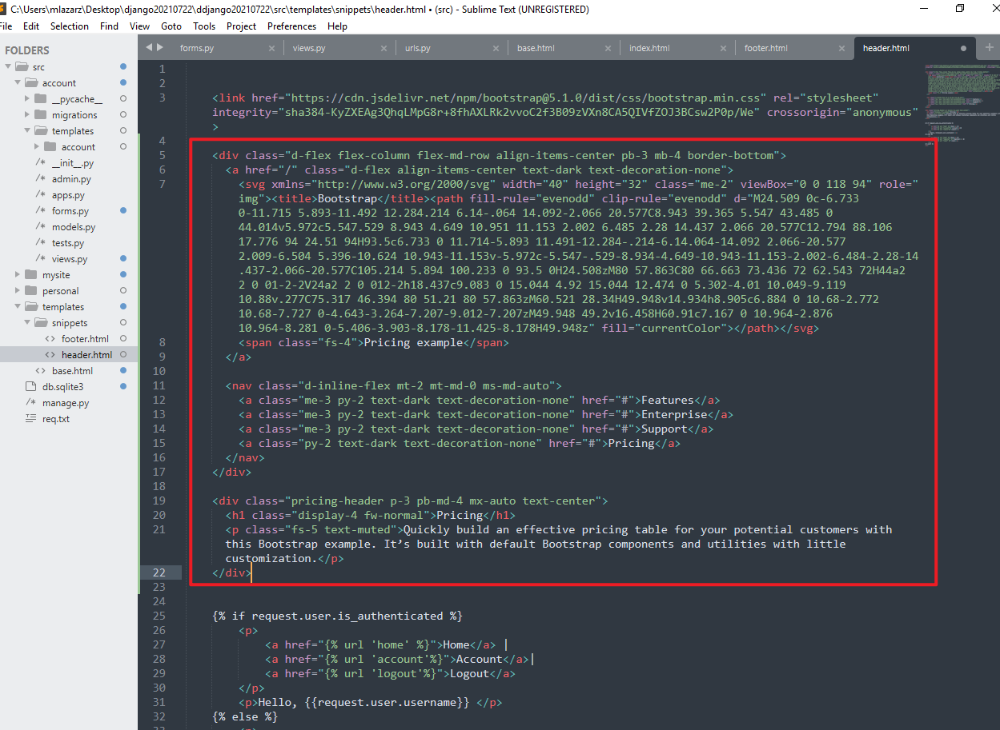 C:\Users\mlazarz\Desktop\django20210722\ddjango20210722\src\templates\snippets\header.html • (src) - Sublime Text (UNREGISTERED)
File Edit Selection Find View Goto Tools Project Preferences Help
FOLDERS
src
account
__pycache__
migrations
templates
account
/* __init__.py
/* admin.py
/* apps.py
/* forms.py
/* models.py
/* tests.py
/* views.py
mysite
personal
templates
snippets
<> footer.html
<> header.html
<> base.html
db.sqlite3
/* manage.py
req.txt
forms.py × views.py × urls.py × base.html × index.html × footer.html × header.html
1
2
3 <link href="https://cdn.jsdelivr.net/npm/bootstrap@5.1.0/dist/css/bootstrap.min.css" rel="stylesheet"
integrity="sha384-KyZXEAg3QhqLMpG8r+8fhAXLRk2vvoC2f3B09zVXn8CA5QIVfZOJ3BCsw2P0p/We" crossorigin="anonymous"
>
4
5 <div class="d-flex flex-column flex-md-row align-items-center pb-3 mb-4 border-bottom">
6 <a href="/" class="d-flex align-items-center text-dark text-decoration-none">
7 <svg xmlns="http://www.w3.org/2000/svg" width="40" height="32" class="me-2" viewBox="0 0 118 94" role="
img"><title>Bootstrap</title><path fill-rule="evenodd" clip-rule="evenodd" d="M24.509 0c-6.733
0-11.715 5.893-11.492 12.284.214 6.14-.064 14.092-2.066 20.577C8.943 39.365 5.547 43.485 0
44.014v5.972c5.547.529 8.943 4.649 10.951 11.153 2.002 6.485 2.28 14.437 2.066 20.577C12.794 88.106
17.776 94 24.51 94H93.5c6.733 0 11.714-5.893 11.491-12.284-.214-6.14.064-14.092 2.066-20.577
2.009-6.504 5.396-10.624 10.943-11.153v-5.972c-5.547-.529-8.934-4.649-10.943-11.153-2.002-6.484-2.28-14
.437-2.066-20.577C105.214 5.894 100.233 0 93.5 0H24.508zM80 57.863C80 66.663 73.436 72 62.543 72H44a2
2 0 01-2-2V24a2 2 0 012-2h18.437c9.083 0 15.044 4.92 15.044 12.474 0 5.302-4.01 10.049-9.119
10.88v.277C75.317 46.394 80 51.21 80 57.863zM60.521 28.34H49.948v14.934h8.905c6.884 0 10.68-2.772
10.68-7.727 0-4.643-3.264-7.207-9.012-7.207zM49.948 49.2v16.458H60.91c7.167 0 10.964-2.876
10.964-8.281 0-5.406-3.903-8.178-11.425-8.178H49.948z" fill="currentColor"></path></svg>
8 <span class="fs-4">Pricing example</span>
9 </a>
10
11 <nav class="d-inline-flex mt-2 mt-md-0 ms-md-auto">
12 <a class="me-3 py-2 text-dark text-decoration-none" href="#">Features</a>
13 <a class="me-3 py-2 text-dark text-decoration-none" href="#">Enterprise</a>
14 <a class="me-3 py-2 text-dark text-decoration-none" href="#">Support</a>
15 <a class="py-2 text-dark text-decoration-none" href="#">Pricing</a>
16 </nav>
17 </div>
18
19 <div class="pricing-header p-3 pb-md-4 mx-auto text-center">
20 <h1 class="display-4 fw-normal">Pricing</h1>
21 <p class="fs-5 text-muted">Quickly build an effective pricing table for your potential customers with
this Bootstrap example. It’s built with default Bootstrap components and utilities with little
customization.</p>
22 </div>
23
24
25 {% if request.user.is_authenticated %}
26 <p>
27 <a href="{% url 'home' %}">Home</a> |
28 <a href="{% url 'account'%}">Account</a>|
29 <a href="{% url 'logout'%}">Logout</a>
30 </p>
31 <p>Hello, {{request.user.username}} </p>
32 {% else %}